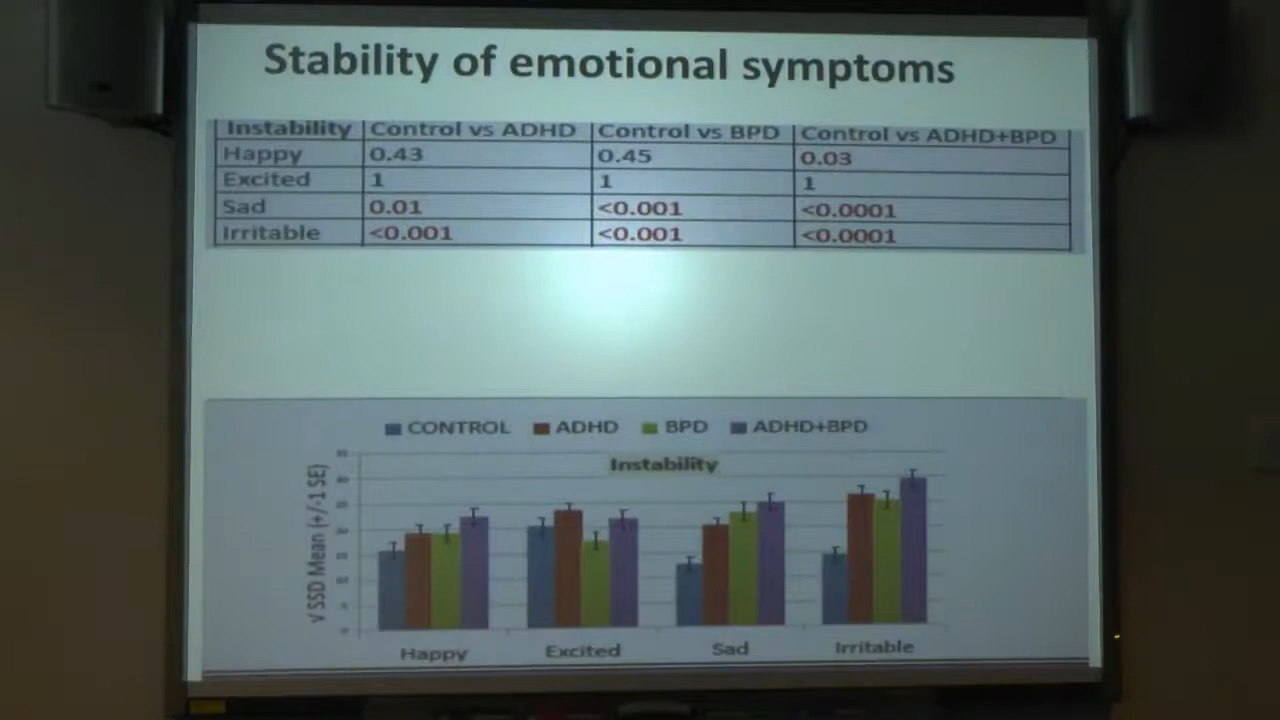 Stability of emotional symptoms
Instability Control vs ADHD Control vs BPD Control vs ADHD+BPD
Happy 0.43 0.45 0.03
Excited 1 1 1
Sad 0.01 <0.001 <0.0001
Irritable <0.001 <0.001 <0.0001
CONTROL ADHD BPD ADHD+BPD
Instability
√SSD Mean (+/-1 SE)
Happy Excited Sad Irritable